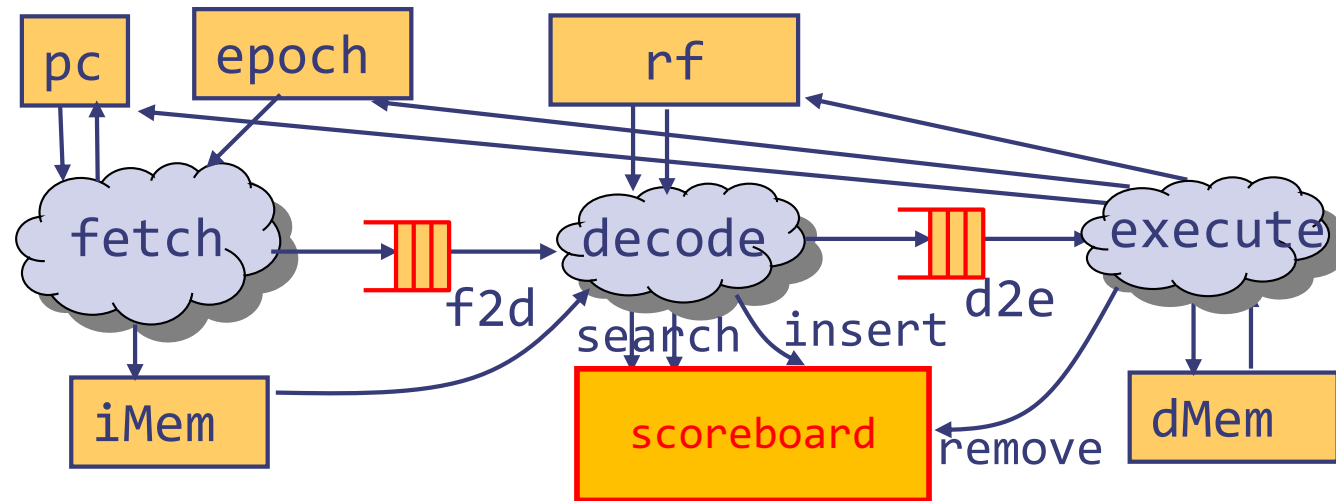 pc
epoch
rf
fetch
decode
execute
f2d
d2e
search
insert
iMem
scoreboard
remove
dMem